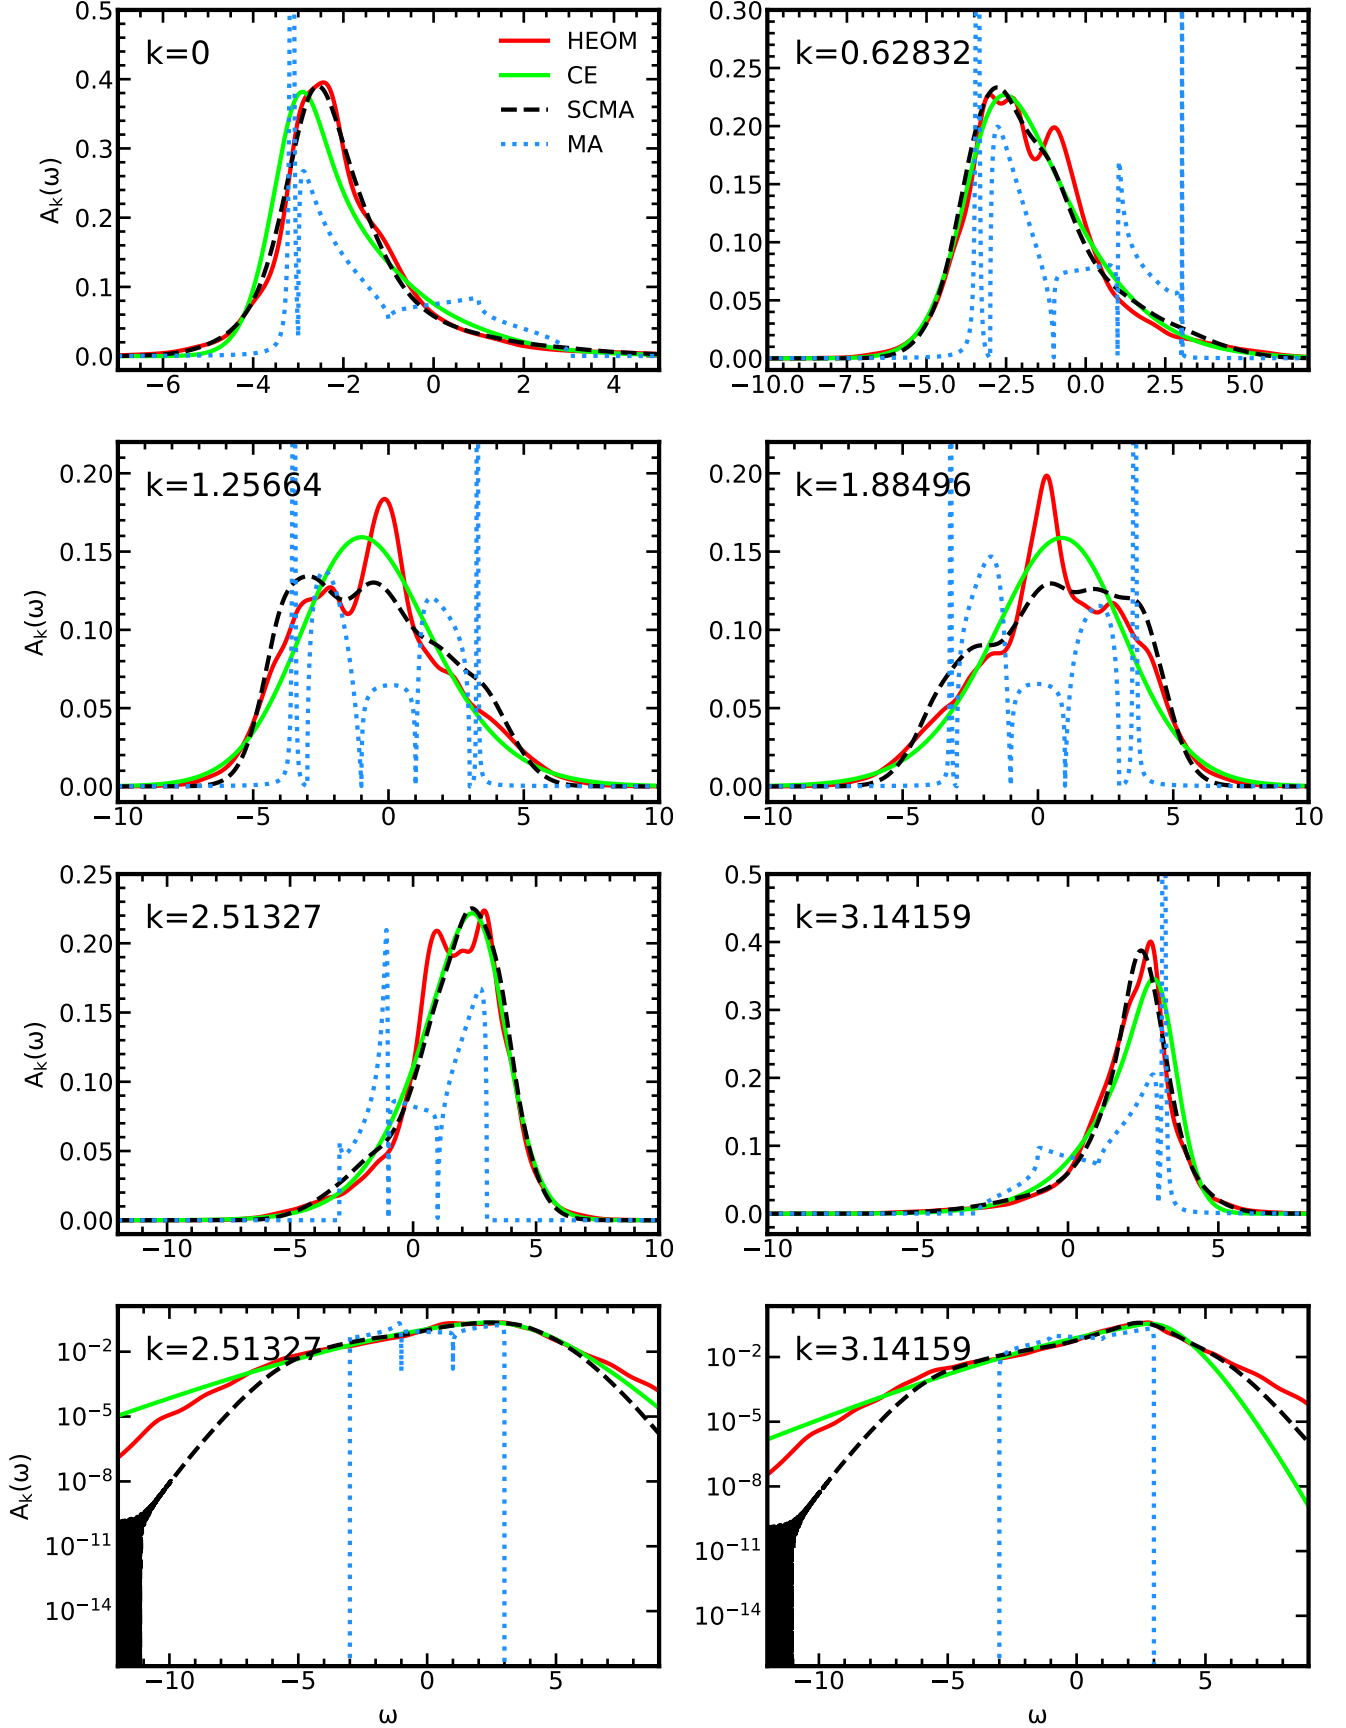 0.5
0.4
0.3
0.2
0.1
0.0
A_k(ω)
k=0
HEOM
CE
SCMA
MA
−6 −4 −2 0 2 4
0.30
0.25
0.20
0.15
0.10
0.05
0.00
k=0.62832
−10.0 −7.5 −5.0 −2.5 0.0 2.5 5.0
0.20
0.15
0.10
0.05
0.00
A_k(ω)
k=1.25664
−10 −5 0 5 10
0.20
0.15
0.10
0.05
0.00
k=1.88496
−10 −5 0 5 10
0.25
0.20
0.15
0.10
0.05
0.00
A_k(ω)
k=2.51327
−10 −5 0 5 10
0.5
0.4
0.3
0.2
0.1
0.0
k=3.14159
−10 −5 0 5
10⁻²
10⁻⁵
10⁻⁸
10⁻¹¹
10⁻¹⁴
A_k(ω)
k=2.51327
−10 −5 0 5
ω
10⁻²
10⁻⁵
10⁻⁸
10⁻¹¹
10⁻¹⁴
k=3.14159
−10 −5 0 5
ω